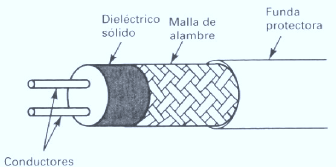 Dieléctrico
sólido
Malla de
alambre
Funda
protectora
Conductores